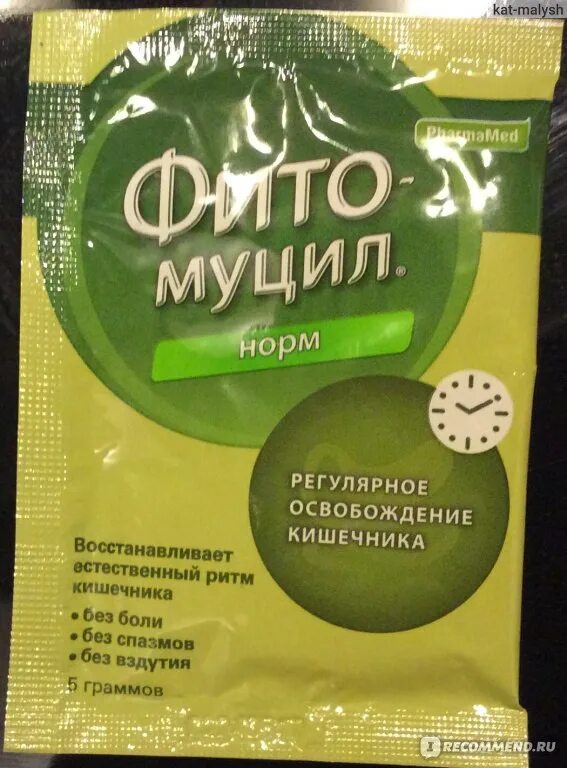 kat-malysh
PharmaMed
Фито-
муцил®
норм
РЕГУЛЯРНОЕ
ОСВОБОЖДЕНИЕ
КИШЕЧНИКА
Восстанавливает
естественный ритм
кишечника
• без боли
• без спазмов
• без вздутия
5 граммов
IRECOMMEND.RU